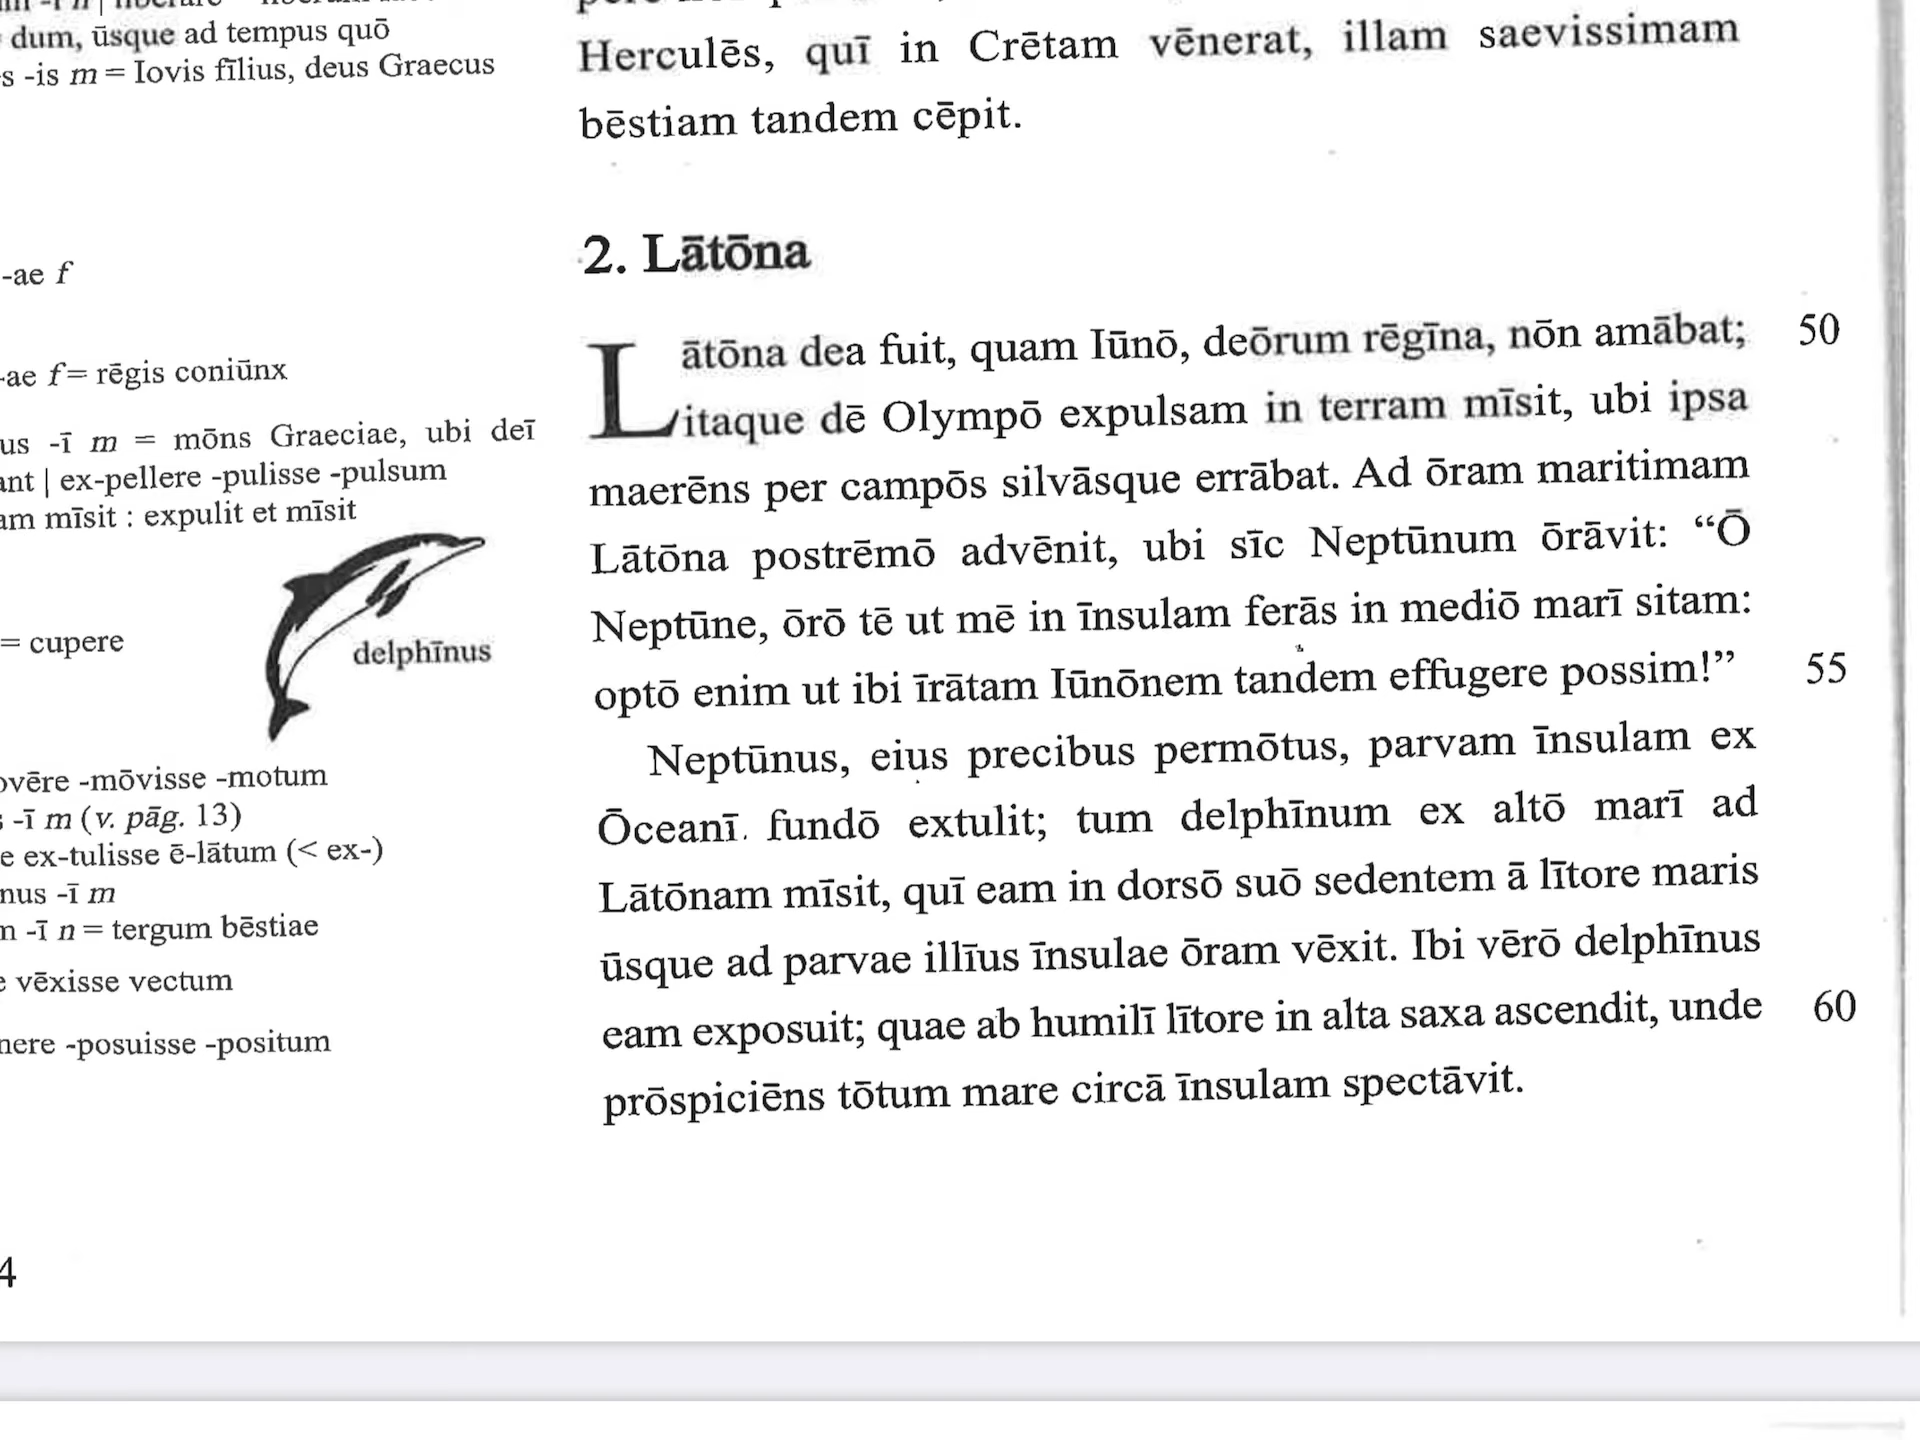 dum, ūsque ad tempus quō
s -is m = Iovis fīlius, deus Graecus
-ae f
-ae f = rēgis coniūnx
us -ī m = mōns Graeciae, ubi deī
ant | ex-pellere -pulisse -pulsum
am mīsit : expulit et mīsit
delphīnus
= cupere
ovēre -mōvisse -motum
s -ī m (v. pāg. 13)
e ex-tulisse ē-lātum (< ex-)
nus -ī m
m -ī n = tergum bēstiae
e vēxisse vectum
nere -posuisse -positum
4
Herculēs, quī in Crētam vēnerat, illam saevissimam
bēstiam tandem cēpit.
2. Lātōna
Lātōna dea fuit, quam Iūnō, deōrum rēgīna, nōn amābat; 50
itaque dē Olympō expulsam in terram mīsit, ubi ipsa
maerēns per campōs silvāsque errābat. Ad ōram maritimam
Lātōna postrēmō advēnit, ubi sīc Neptūnum ōrāvit: “Ō
Neptūne, ōrō tē ut mē in īnsulam ferās in mediō marī sitam:
optō enim ut ibi īrātam Iūnōnem tandem effugere possim!” 55
Neptūnus, eius precibus permōtus, parvam īnsulam ex
Ōceanī fundō extulit; tum delphīnum ex altō marī ad
Lātōnam mīsit, quī eam in dorsō suō sedentem ā lītore maris
ūsque ad parvae illīus īnsulae ōram vēxit. Ibi vērō delphīnus
eam exposuit; quae ab humilī lītore in alta saxa ascendit, unde 60
prōspiciēns tōtum mare circā īnsulam spectāvit.